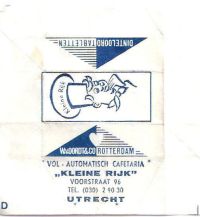 DINTELOORD
TABLETTEN
Kleine Rijk
W.NOORDT&CO ROTTERDAM
VOL - AUTOMATISCH CAFETARIA
„KLEINE RIJK"
VOORSTRAAT 96
TEL. (030) 2 90 30
UTRECHT
D